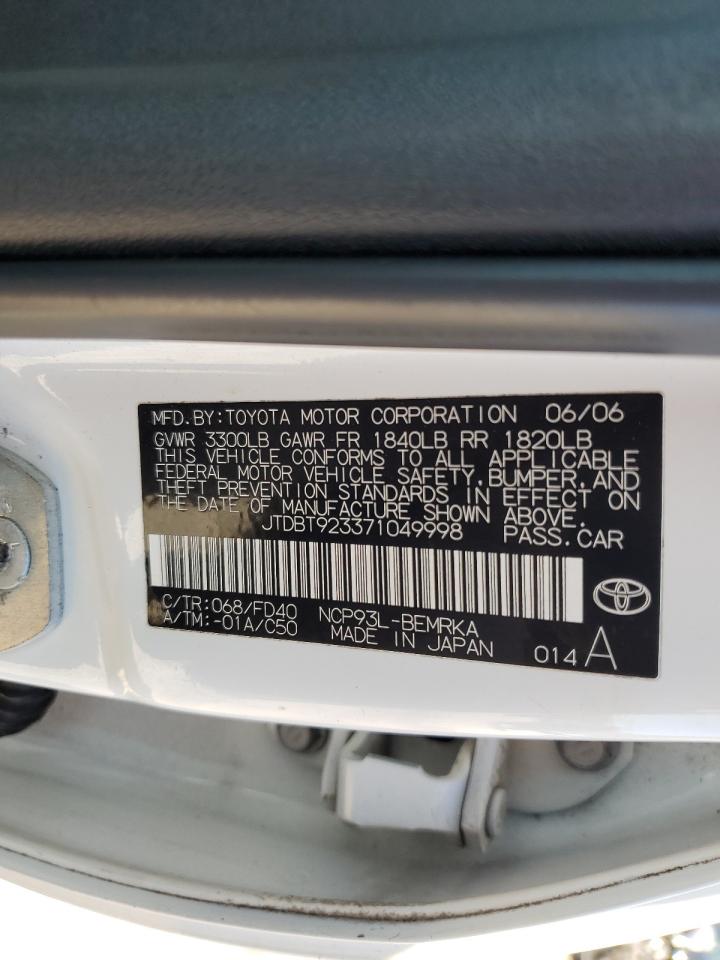 MFD.BY:TOYOTA MOTOR CORPORATION 06/06
GVWR 3300LB GAWR FR 1840LB RR 1820LB
THIS VEHICLE CONFORMS TO ALL APPLICABLE
FEDERAL MOTOR VEHICLE SAFETY,BUMPER,AND
THEFT PREVENTION STANDARDS IN EFFECT ON
THE DATE OF MANUFACTURE SHOWN ABOVE.
JTDBT923371049998 PASS.CAR
C/TR:068/FD40 NCP93L-BEMRKA
A/TM:-01A/C50 MADE IN JAPAN
014 A